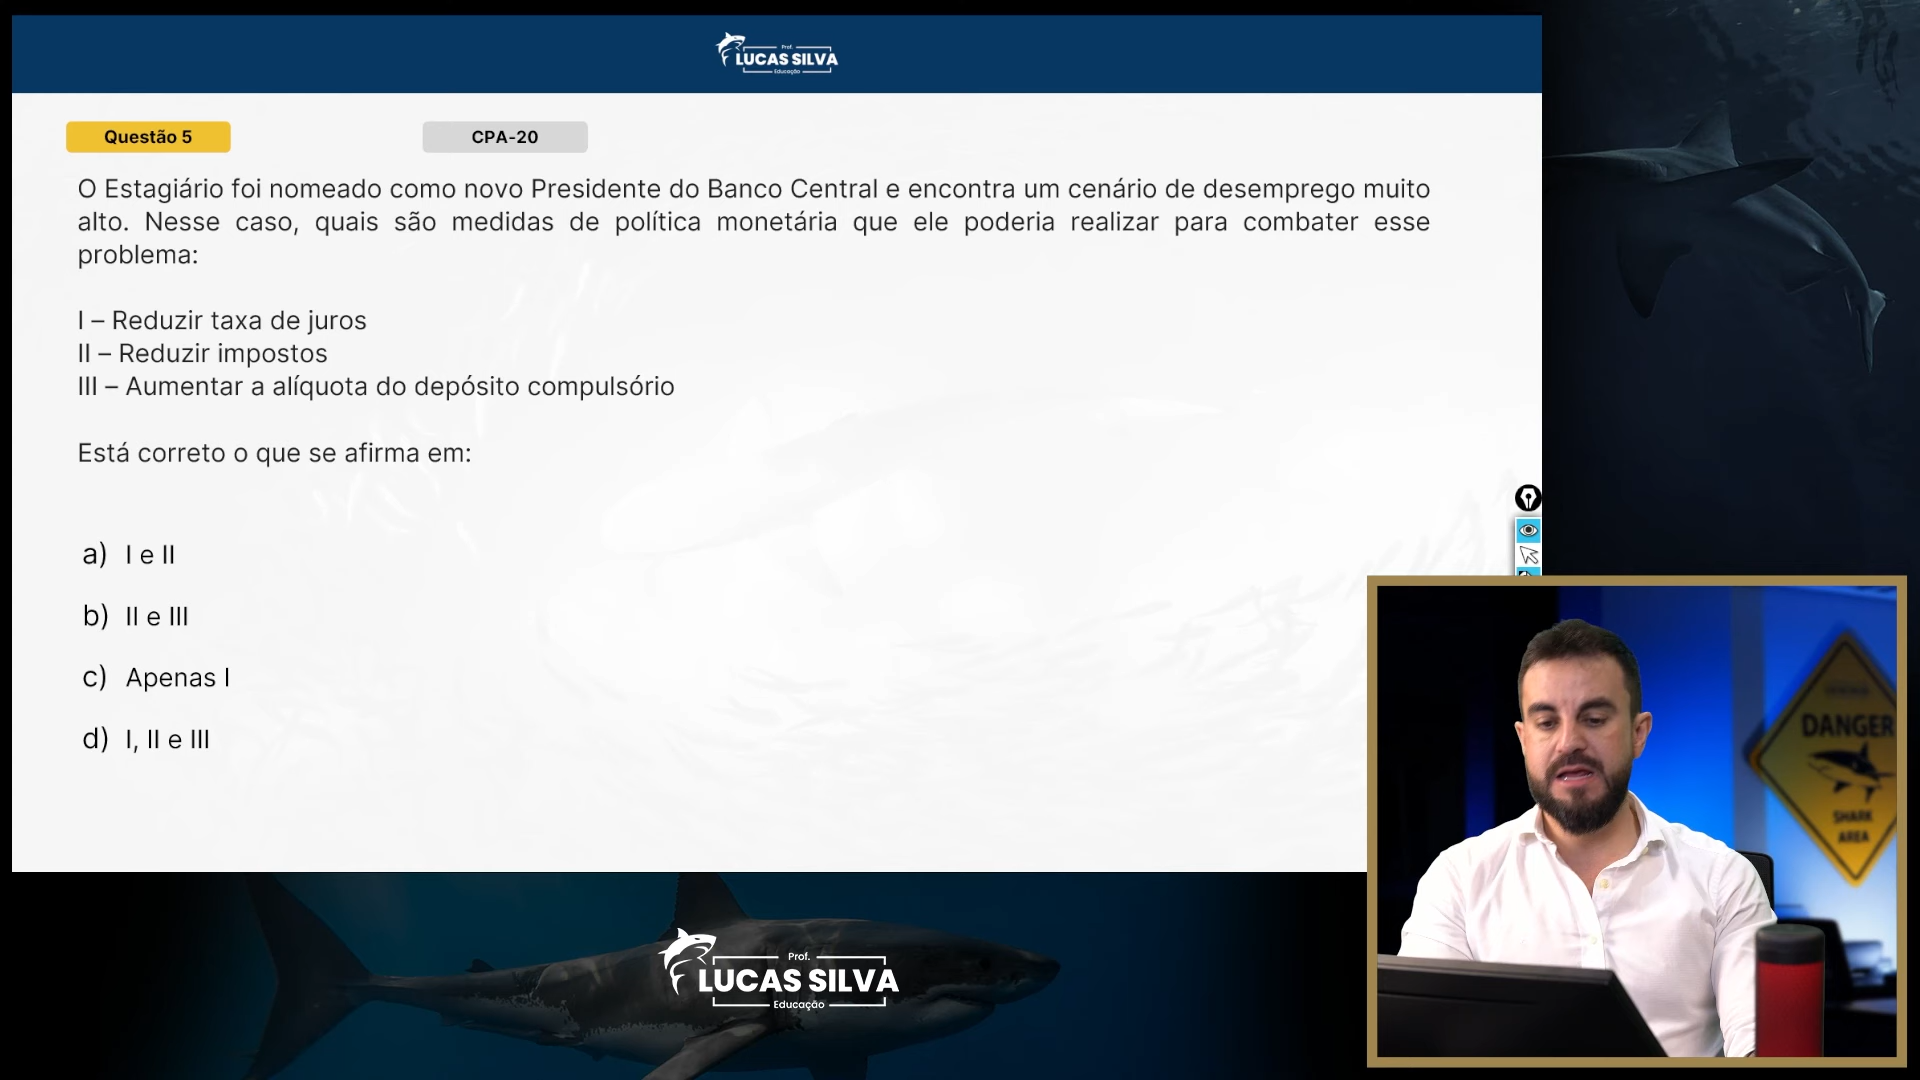 Prof.
LUCAS SILVA
Educação
Questão 5
CPA-20
O Estagiário foi nomeado como novo Presidente do Banco Central e encontra um cenário de desemprego muito
alto. Nesse caso, quais são medidas de política monetária que ele poderia realizar para combater esse
problema:
I – Reduzir taxa de juros
II – Reduzir impostos
III – Aumentar a alíquota do depósito compulsório
Está correto o que se afirma em:
a) I e II
b) II e III
c) Apenas I
d) I, II e III
DANGER
SHARK
AREA
Prof.
LUCAS SILVA
Educação